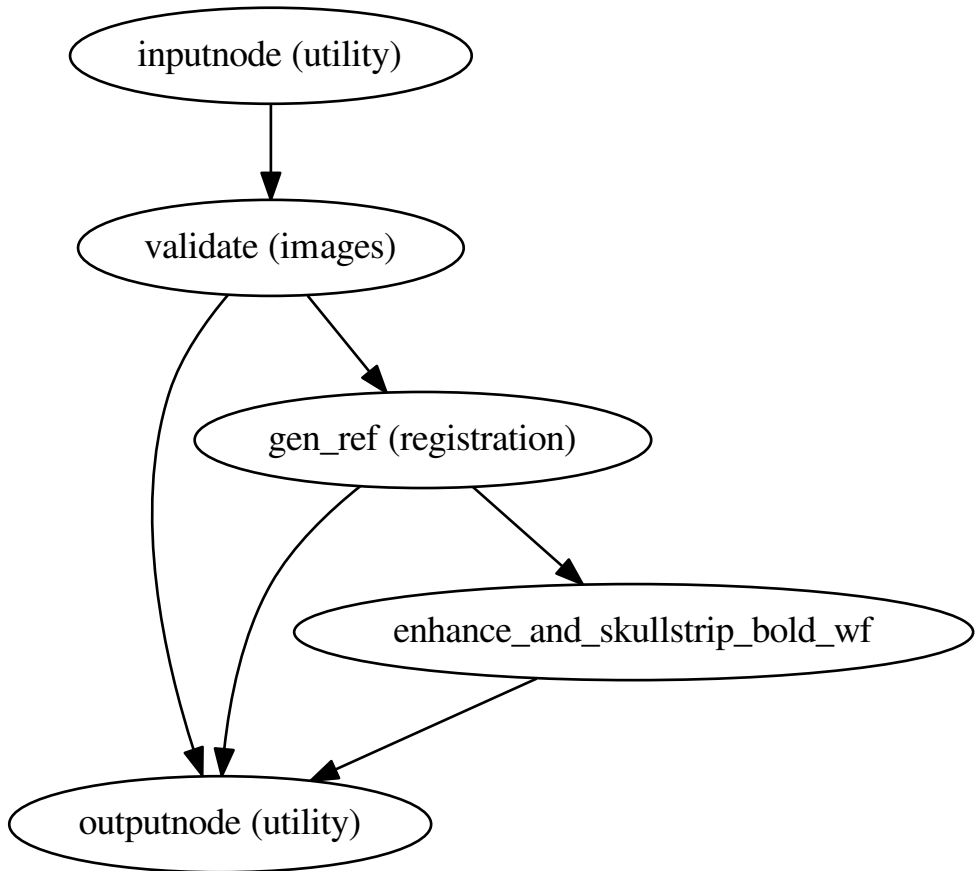 inputnode (utility)
validate (images)
gen_ref (registration)
enhance_and_skullstrip_bold_wf
outputnode (utility)